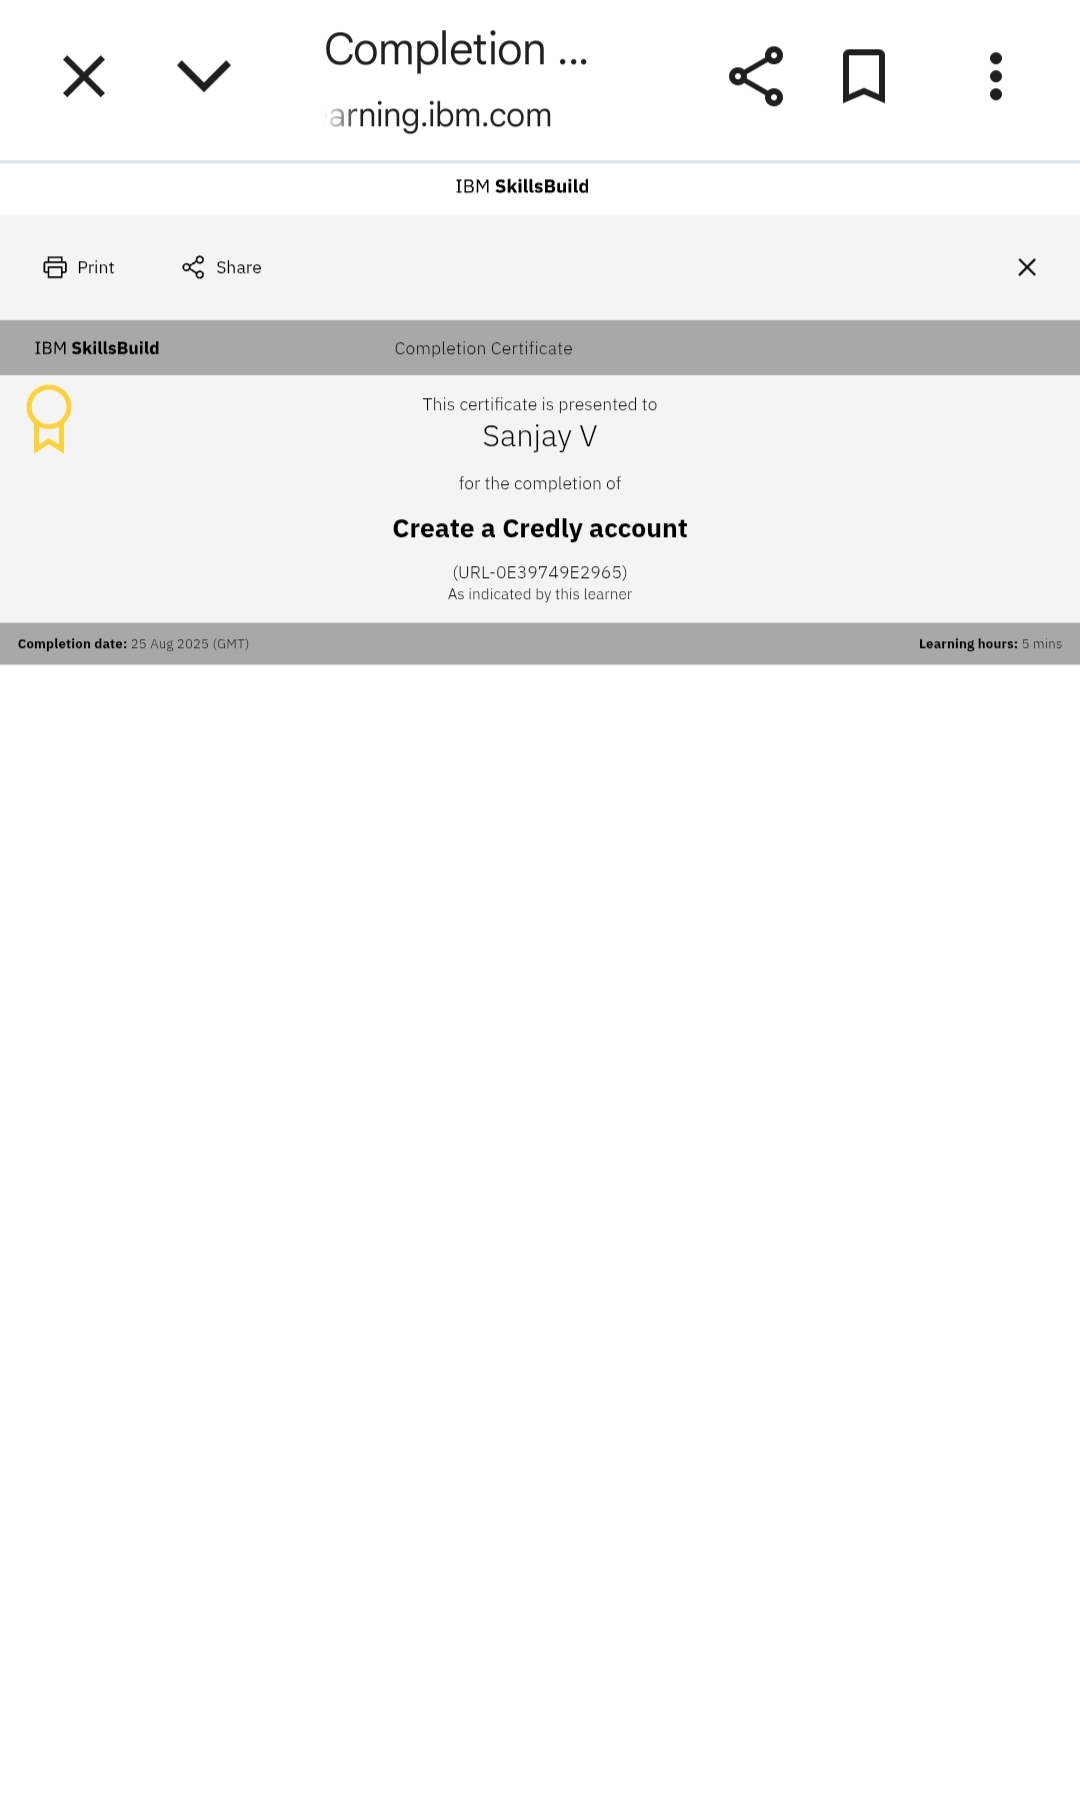 Completion ...
arning.ibm.com
IBM SkillsBuild
Print Share
IBM SkillsBuild Completion Certificate
This certificate is presented to
Sanjay V
for the completion of
Create a Credly account
(URL-0E39749E2965)
As indicated by this learner
Completion date: 25 Aug 2025 (GMT) Learning hours: 5 mins